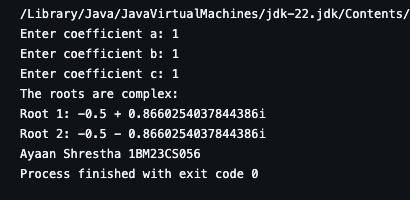 /Library/Java/JavaVirtualMachines/jdk-22.jdk/Contents/
Enter coefficient a: 1
Enter coefficient b: 1
Enter coefficient c: 1
The roots are complex:
Root 1: -0.5 + 0.8660254037844386i
Root 2: -0.5 - 0.8660254037844386i
Ayaan Shrestha 1BM23CS056
Process finished with exit code 0